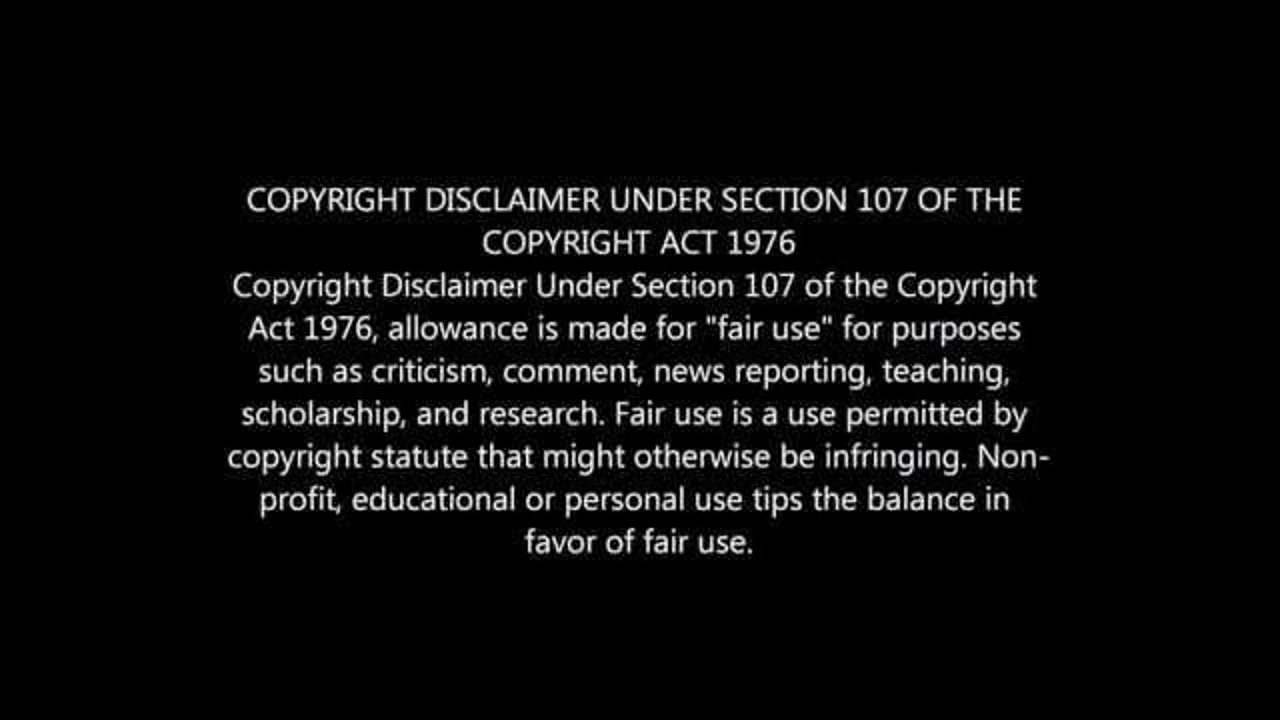 COPYRIGHT DISCLAIMER UNDER SECTION 107 OF THE
COPYRIGHT ACT 1976
Copyright Disclaimer Under Section 107 of the Copyright
Act 1976, allowance is made for "fair use" for purposes
such as criticism, comment, news reporting, teaching,
scholarship, and research. Fair use is a use permitted by
copyright statute that might otherwise be infringing. Non-
profit, educational or personal use tips the balance in
favor of fair use.